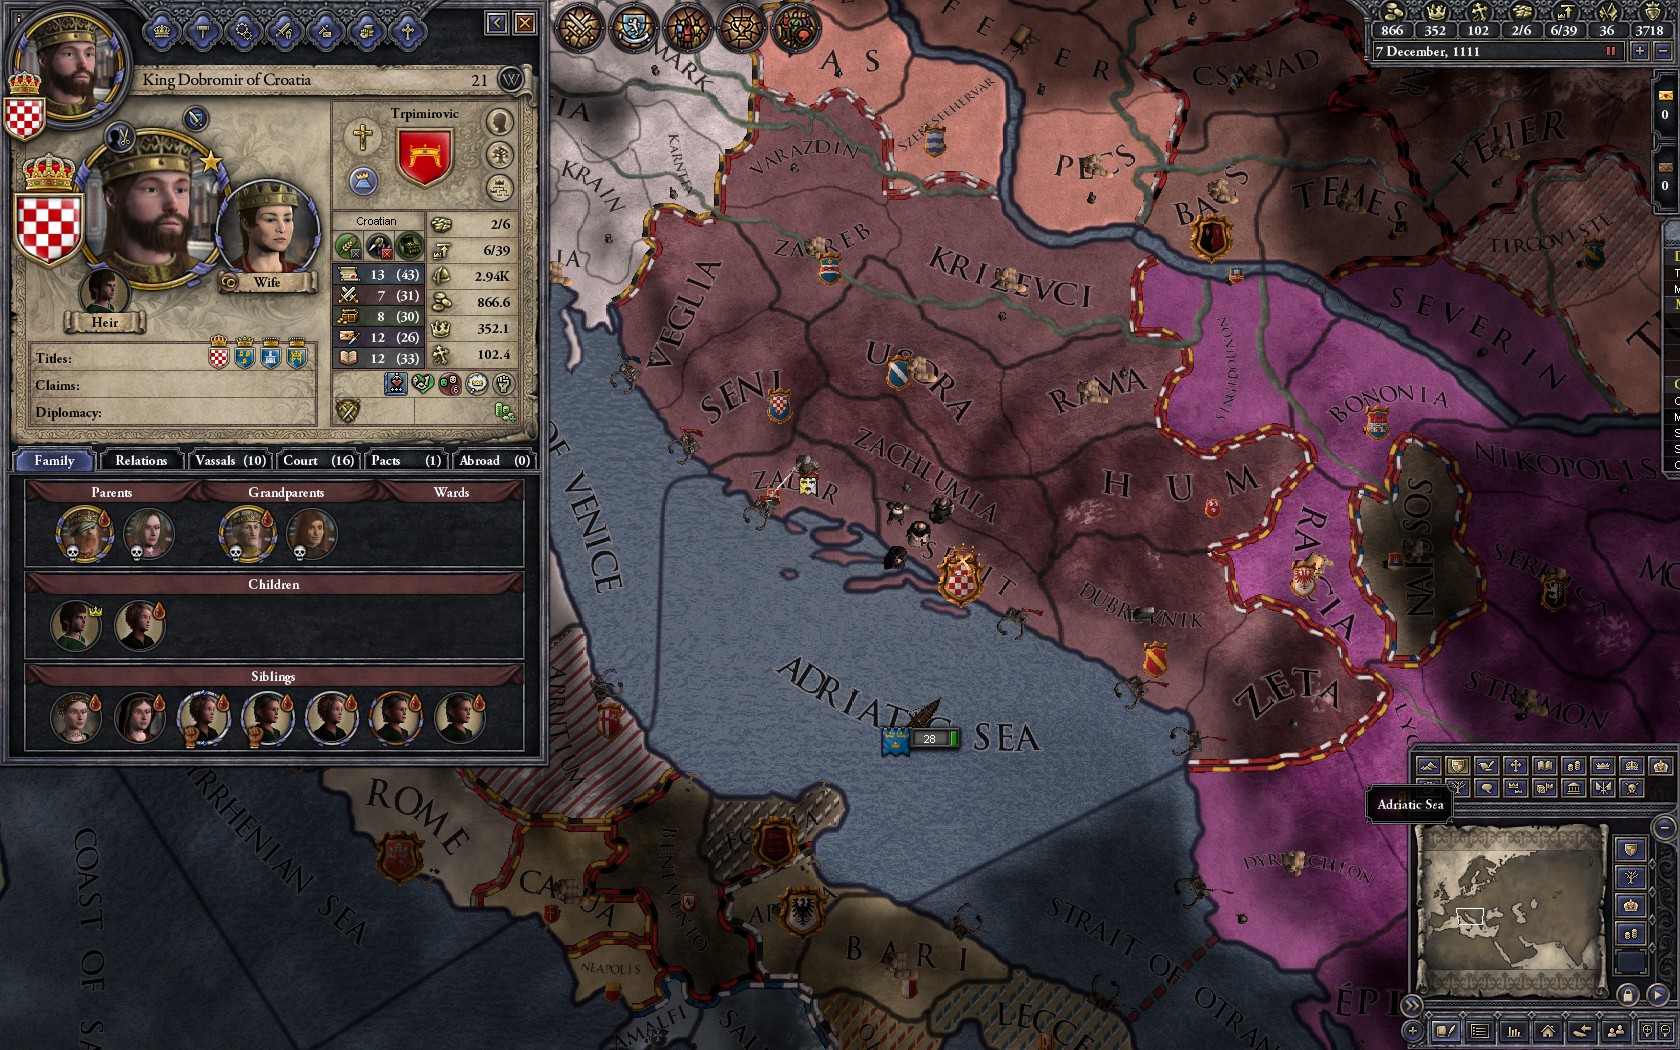 King Dobromir of Croatia 21
Trpimirovic
Croatian
Wife
Heir
Titles:
Claims:
Diplomacy:
13 (43)
7 (31)
8 (30)
12 (26)
12 (33)
2/6
6/39
2.94K
866.6
352.1
102.4
6
Family Relations Vassals (10) Court (16) Pacts (1) Abroad (0)
Parents Grandparents Wards
Children
Siblings
866 352 102 2/6 6/39 36 3718
7 December, 1111
0
0
CSANAD
SZEKESFEHERVAR
VARAZDIN
PECS
BACS
TEMES
FEHER
TIRGOVISTE
KARNTEN
KRAIN
ZAGREB
KRIZEVCI
VEGLIA
SENJ
USORA
RAMA
SEVERIN
BONONIA
SINGIDUNUM
NIKOPOLIS
ZADAR
ZACHLUMIA
HUM
SPLIT
RASCIA
NAISSOS
SERDICA
DUBROVNIK
ZETA
STRYMON
OF VENICE
ADRIATIC SEA
28
ROME
TYRRHENIAN SEA
COAST OF
BENEVENTO
CAPUA
NEAPOLIS
AMALFI
BARI
LECCE
STRAIT OF OTRANTO
DYRRACHION
Adriatic Sea